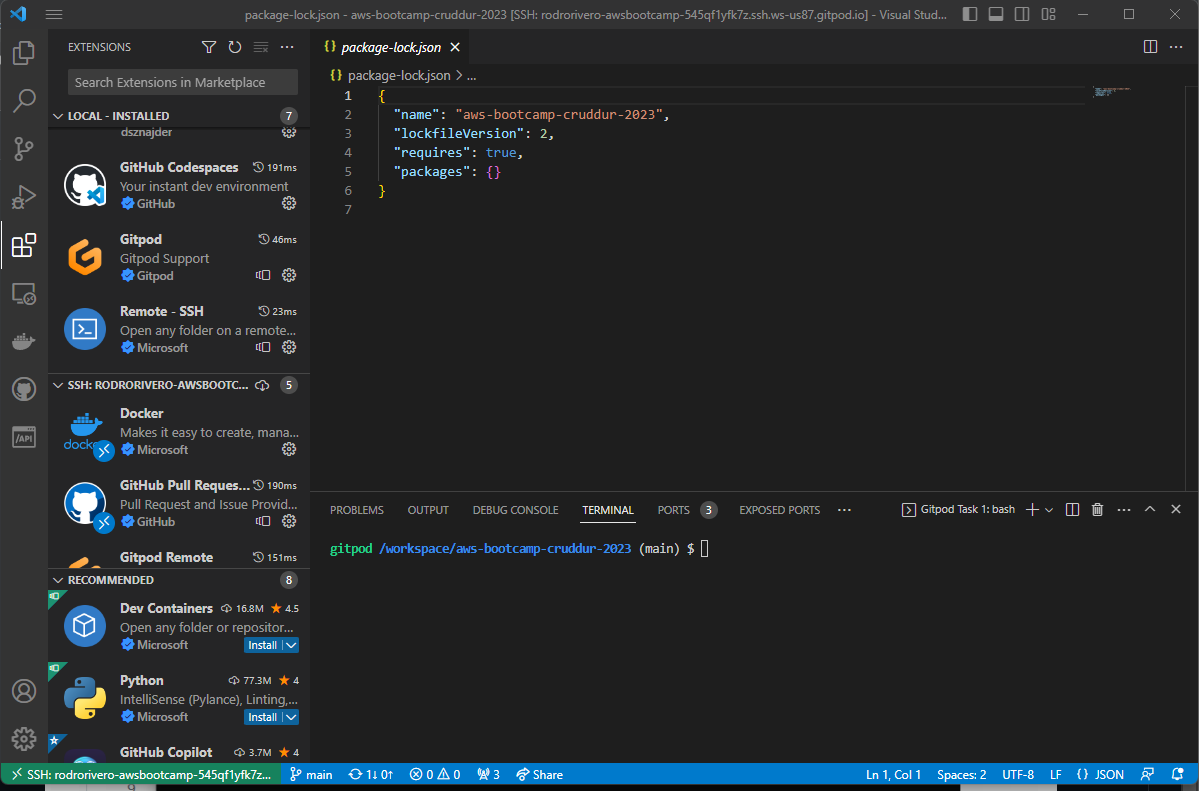 package-lock.json - aws-bootcamp-cruddur-2023 [SSH: rodrorivero-awsbootcamp-545qf1yfk7z.ssh.ws-us87.gitpod.io] - Visual Stud...
EXTENSIONS
Search Extensions in Marketplace
LOCAL - INSTALLED 7
dsznajder
GitHub Codespaces 191ms
Your instant dev environment
GitHub
Gitpod 46ms
Gitpod Support
Gitpod
Remote - SSH 23ms
Open any folder on a remote...
Microsoft
SSH: RODRORIVERO-AWSBOOTC... 5
Docker
Makes it easy to create, mana...
Microsoft
GitHub Pull Reques... 190ms
Pull Request and Issue Provid...
GitHub
Gitpod Remote 151ms
RECOMMENDED 8
Dev Containers 16.8M 4.5
Open any folder or repositor...
Microsoft Install
Python 77.3M 4
IntelliSense (Pylance), Linting,...
Microsoft Install
GitHub Copilot 3.7M 4
{} package-lock.json
{} package-lock.json > ...
1 {
2 "name": "aws-bootcamp-cruddur-2023",
3 "lockfileVersion": 2,
4 "requires": true,
5 "packages": {}
6 }
7
PROBLEMS OUTPUT DEBUG CONSOLE TERMINAL PORTS 3 EXPOSED PORTS ... Gitpod Task 1: bash
gitpod /workspace/aws-bootcamp-cruddur-2023 (main) $
/API
SSH: rodrorivero-awsbootcamp-545qf1yfk7z... main 1↓ 0↑ 0 0 3 Share Ln 1, Col 1 Spaces: 2 UTF-8 LF {} JSON